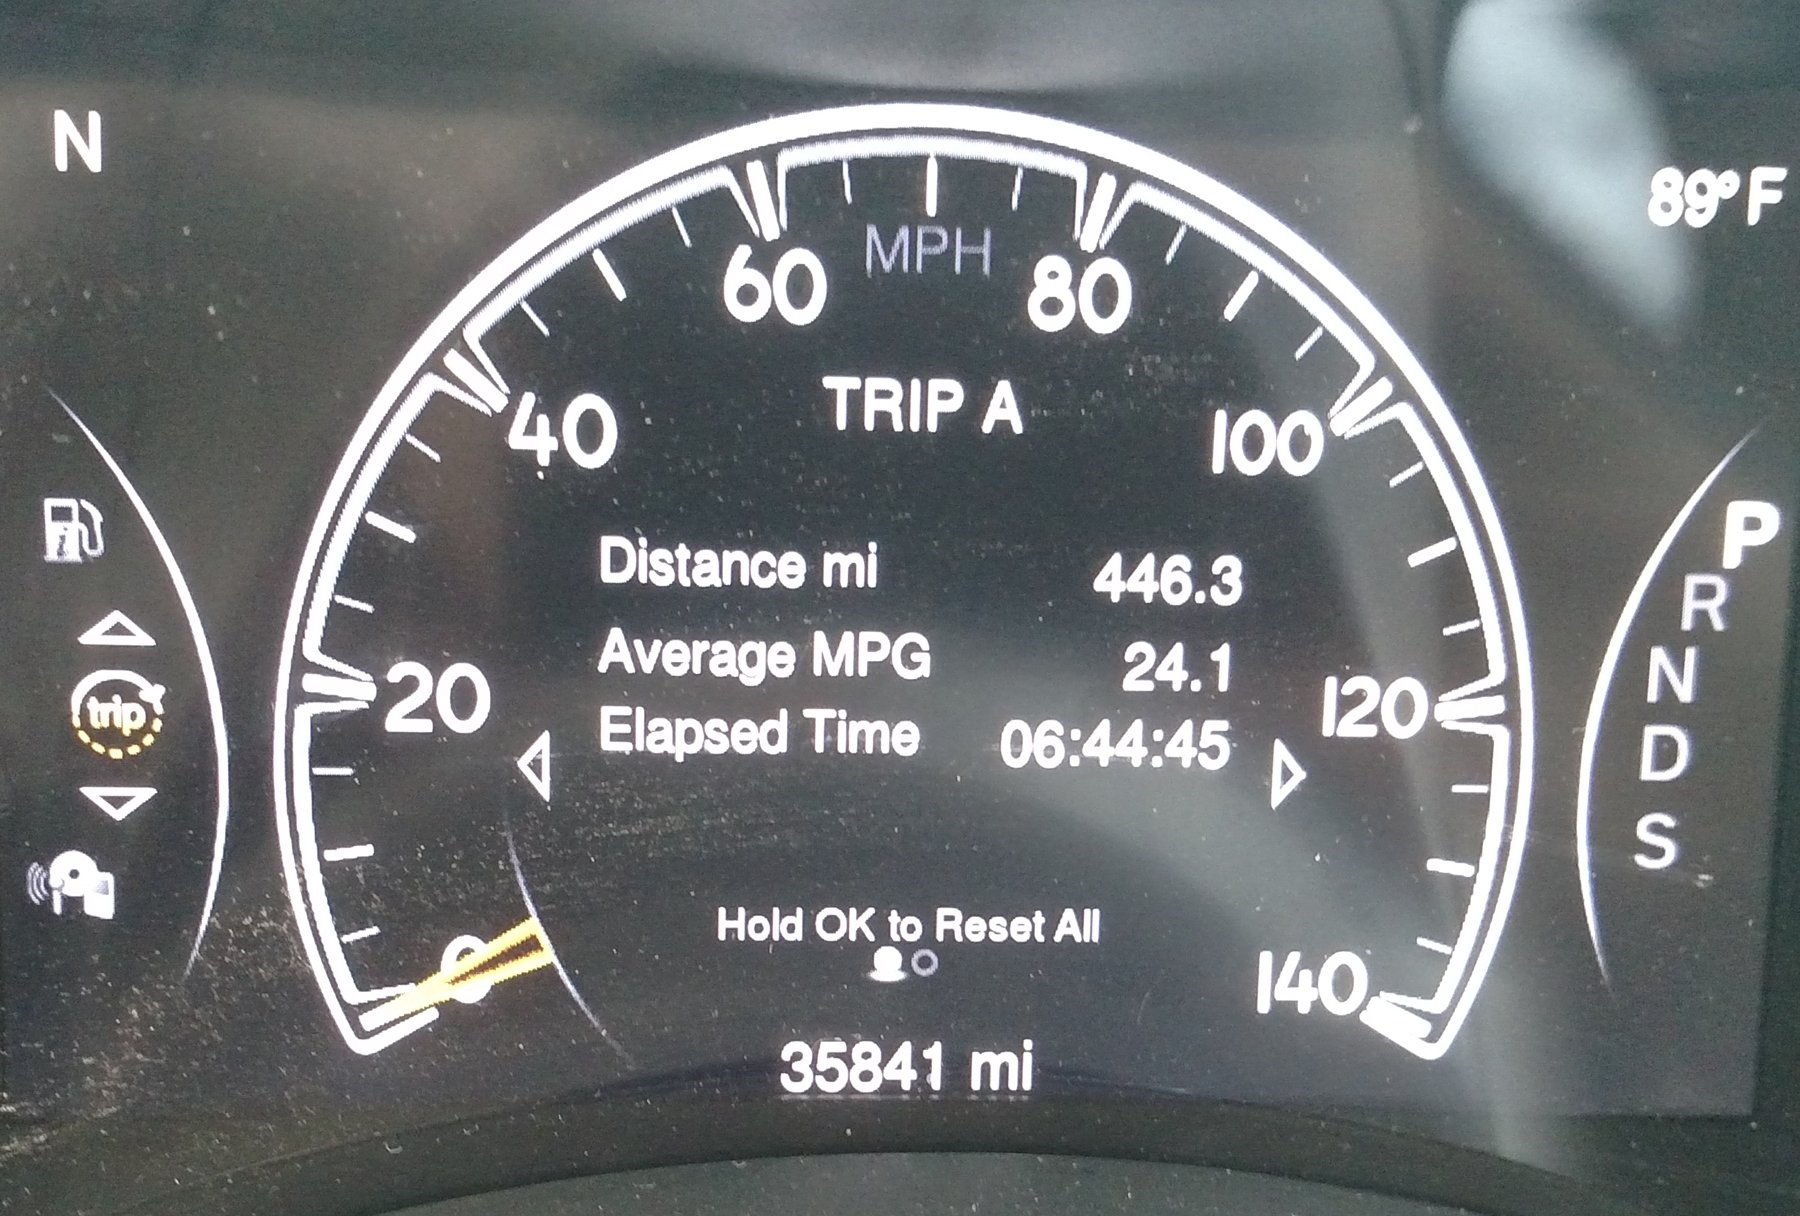 N
89°F
60 MPH 80
40 TRIP A 100
Distance mi 446.3
Average MPG 24.1
20 120
trip
Elapsed Time 06:44:45
Hold OK to Reset All
0 140
35841 mi
P
R
N
D
S